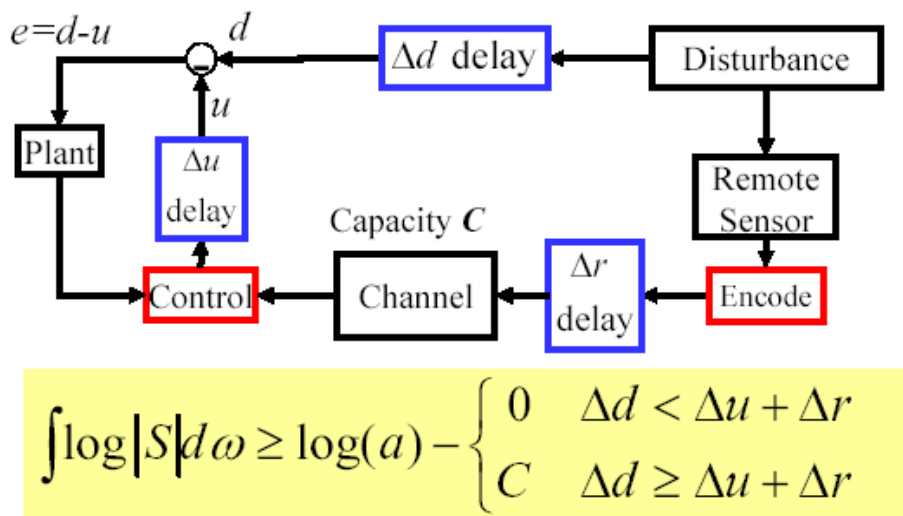 e=d-u
d
Δd delay
Disturbance
-
u
Plant
Δu
delay
Remote
Sensor
Capacity C
Δr
delay
Control
Channel
Encode
∫log|S|dω ≥ log(a) − { 0 Δd < Δu + Δr
C Δd ≥ Δu + Δr